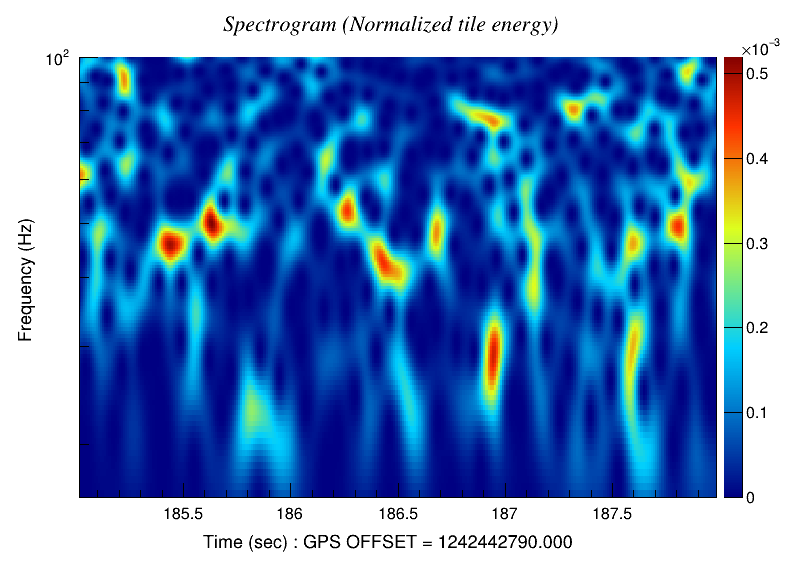 Spectrogram (Normalized tile energy)
×10⁻³
10²
0.5
0.4
0.3
0.2
0.1
0
Frequency (Hz)
185.5 186 186.5 187 187.5
Time (sec) : GPS OFFSET = 1242442790.000